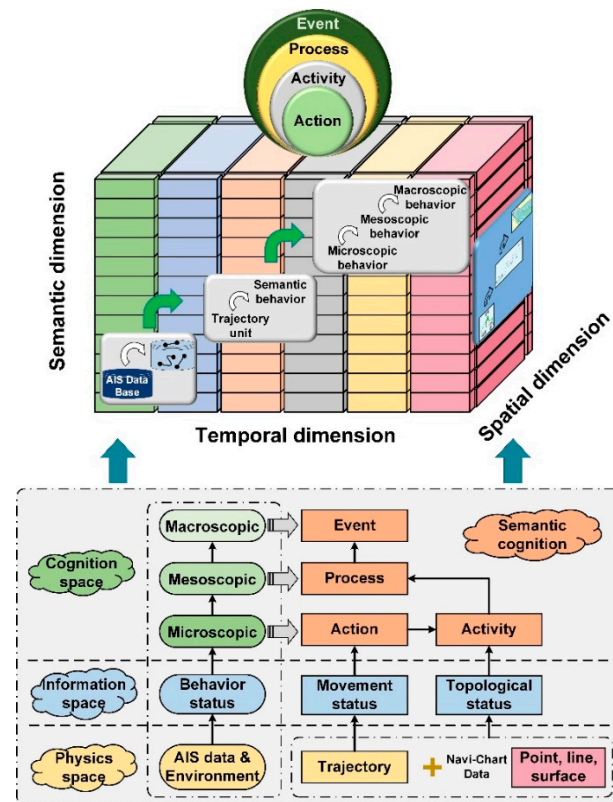 Event
Process
Activity
Action
Semantic dimension
Macroscopic
behavior
Mesoscopic
behavior
Microscopic
behavior
Semantic
behavior
Trajectory
unit
AIS Data
Base
Temporal dimension
Spatial dimension
Cognition
space
Macroscopic
Event
Semantic
cognition
Mesoscopic
Process
Microscopic
Action
Activity
Information
space
Behavior
status
Movement
status
Topological
status
Physics
space
AIS data &
Environment
Trajectory
+
Navi-Chart
Data
Point, line,
surface